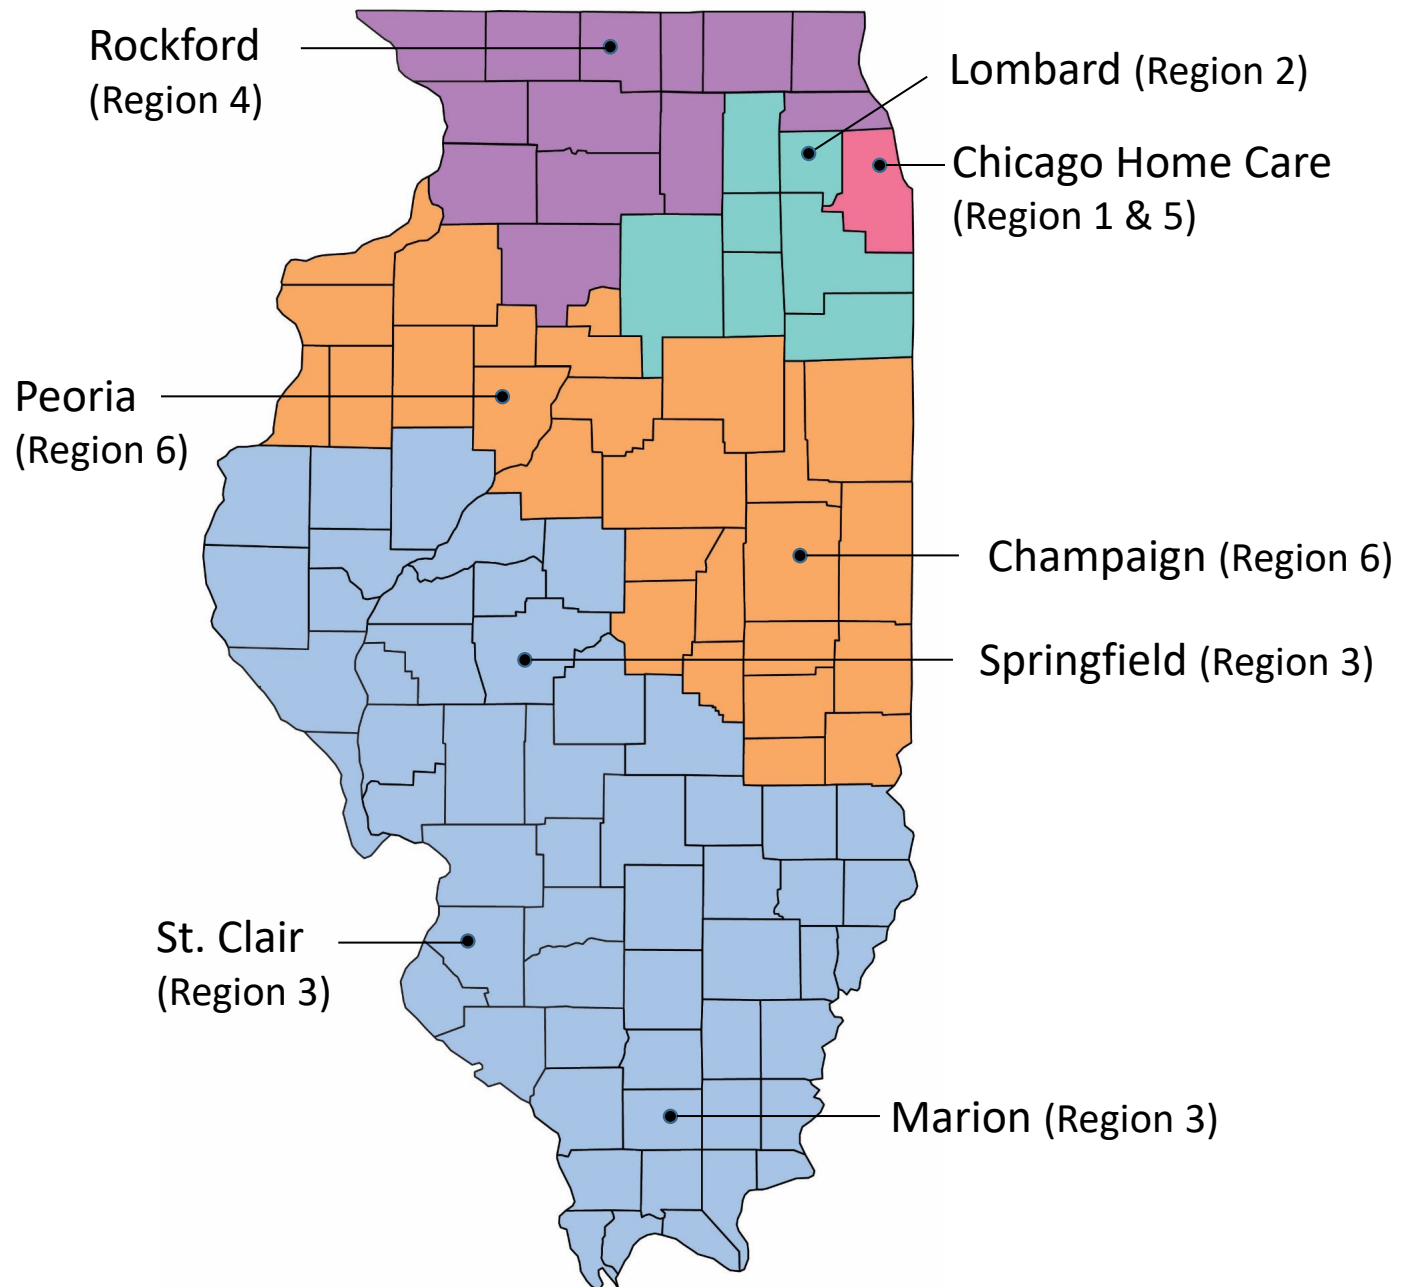 Rockford
(Region 4)
Lombard (Region 2)
Chicago Home Care
(Region 1 & 5)
Peoria
(Region 6)
Champaign (Region 6)
Springfield (Region 3)
St. Clair
(Region 3)
Marion (Region 3)